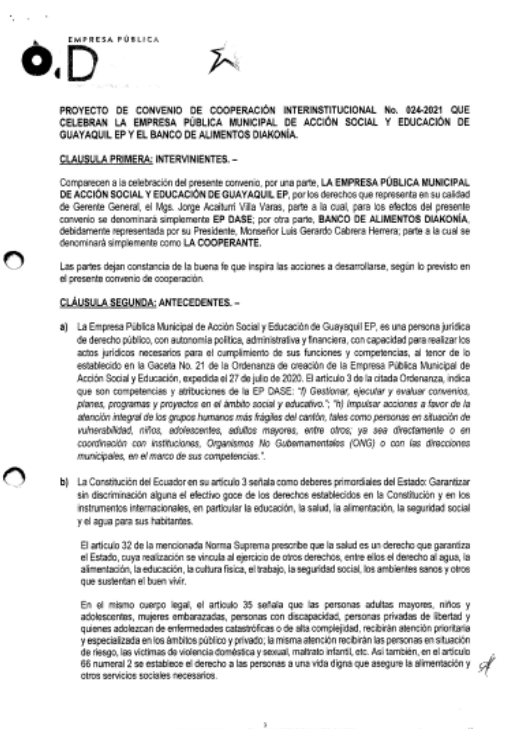 EMPRESA PÚBLICA
PROYECTO DE CONVENIO DE COOPERACIÓN INTERINSTITUCIONAL No. 024-2021 QUE
CELEBRAN LA EMPRESA PÚBLICA MUNICIPAL DE ACCIÓN SOCIAL Y EDUCACIÓN DE
GUAYAQUIL EP Y EL BANCO DE ALIMENTOS DIAKONÍA.
CLAUSULA PRIMERA: INTERVINIENTES. –
Comparecen a la celebración del presente convenio, por una parte, LA EMPRESA PÚBLICA MUNICIPAL
DE ACCIÓN SOCIAL Y EDUCACIÓN DE GUAYAQUIL EP, por los derechos que representa en su calidad
de Gerente General, el Mgs. Jorge Acaiturri Villa Varas, parte a la cual, para los efectos del presente
convenio se denominará simplemente EP DASE; por otra parte, BANCO DE ALIMENTOS DIAKONÍA,
debidamente representada por su Presidente, Monseñor Luis Gerardo Cabrera Herrera; parte a la cual se
denominará simplemente como LA COOPERANTE.
Las partes dejan constancia de la buena fe que inspira las acciones a desarrollarse, según lo previsto en
el presente convenio de cooperación.
CLÁUSULA SEGUNDA: ANTECEDENTES. –
a) La Empresa Pública Municipal de Acción Social y Educación de Guayaquil EP, es una persona jurídica
de derecho público, con autonomía política, administrativa y financiera, con capacidad para realizar los
actos jurídicos necesarios para el cumplimiento de sus funciones y competencias, al tenor de lo
establecido en la Gaceta No. 21 de la Ordenanza de creación de la Empresa Pública Municipal de
Acción Social y Educación, expedida el 27 de julio de 2020. El artículo 3 de la citada Ordenanza, indica
que son competencias y atribuciones de la EP DASE: "f) Gestionar, ejecutar y evaluar convenios,
planes, programas y proyectos en el ámbito social y educativo."; "h) Impulsar acciones a favor de la
atención integral de los grupos humanos más frágiles del cantón, tales como personas en situación de
vulnerabilidad, niños, adolescentes, adultos mayores, entre otros; ya sea directamente o en
coordinación con instituciones, Organismos No Gubernamentales (ONG) o con las direcciones
municipales, en el marco de sus competencias.".
b) La Constitución del Ecuador en su artículo 3 señala como deberes primordiales del Estado: Garantizar
sin discriminación alguna el efectivo goce de los derechos establecidos en la Constitución y en los
instrumentos internacionales, en particular la educación, la salud, la alimentación, la seguridad social
y el agua para sus habitantes.
El artículo 32 de la mencionada Norma Suprema prescribe que la salud es un derecho que garantiza
el Estado, cuya realización se vincula al ejercicio de otros derechos, entre ellos el derecho al agua, la
alimentación, la educación, la cultura física, el trabajo, la seguridad social, los ambientes sanos y otros
que sustentan el buen vivir.
En el mismo cuerpo legal, el artículo 35 señala que las personas adultas mayores, niños y
adolescentes, mujeres embarazadas, personas con discapacidad, personas privadas de libertad y
quienes adolezcan de enfermedades catastróficas o de alta complejidad, recibirán atención prioritaria
y especializada en los ámbitos público y privado; la misma atención recibirán las personas en situación
de riesgo, las víctimas de violencia doméstica y sexual, maltrato infantil, etc. Así también, en el artículo
66 numeral 2 se establece el derecho a las personas a una vida digna que asegure la alimentación y
otros servicios sociales necesarios.